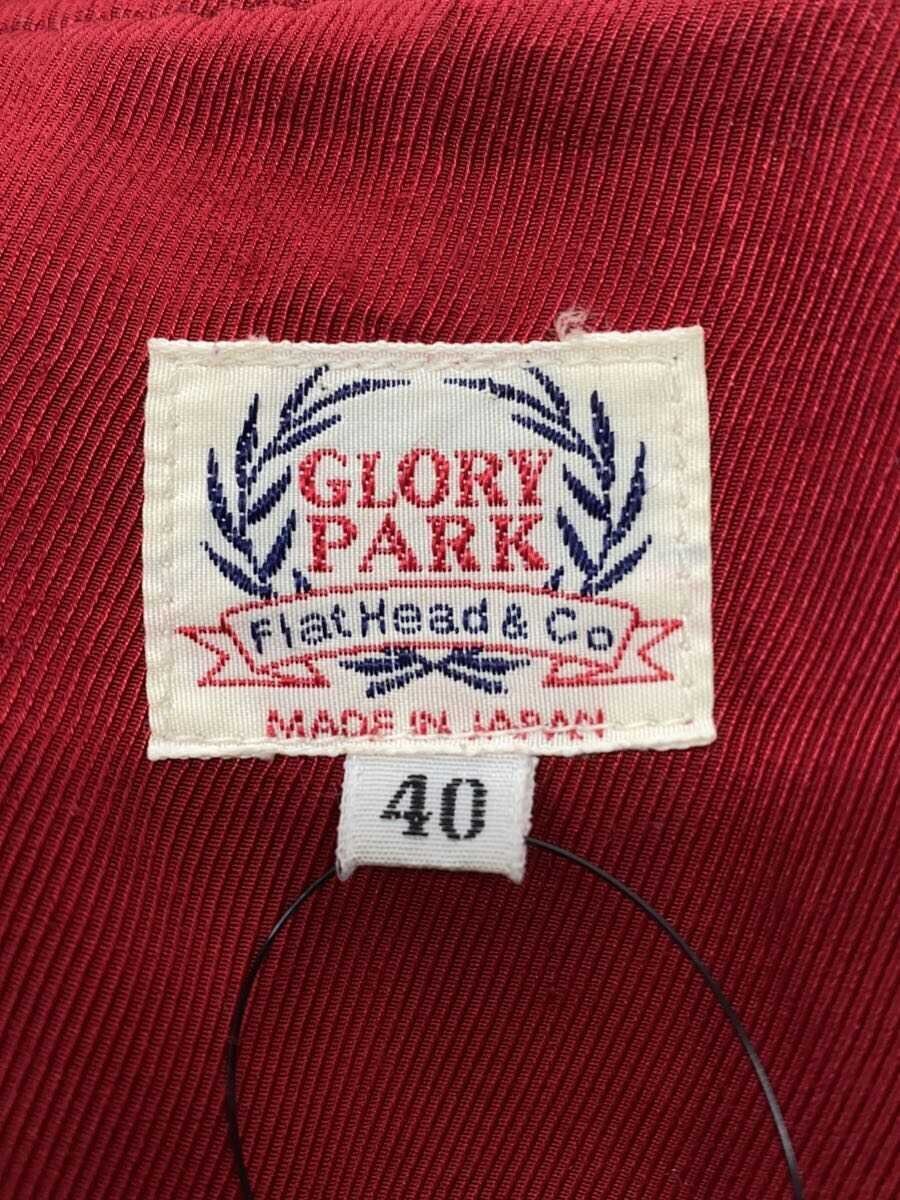 GLORY
PARK
FlatHead & Co
MADE IN JAPAN
40